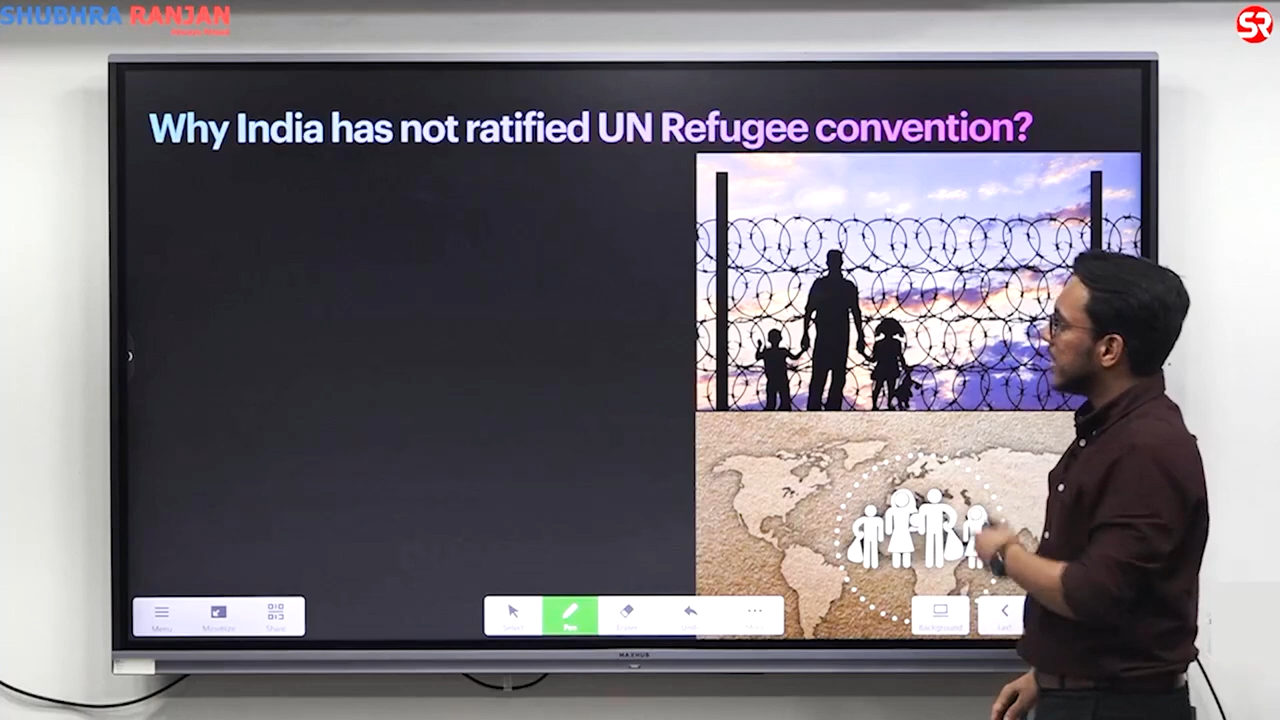 SHUBHRA RANJAN
SR
Why India has not ratified UN Refugee convention?
Menu
Minimize
Share
Select
Pen
Eraser
Undo
More
Background
Last
MAXHUB